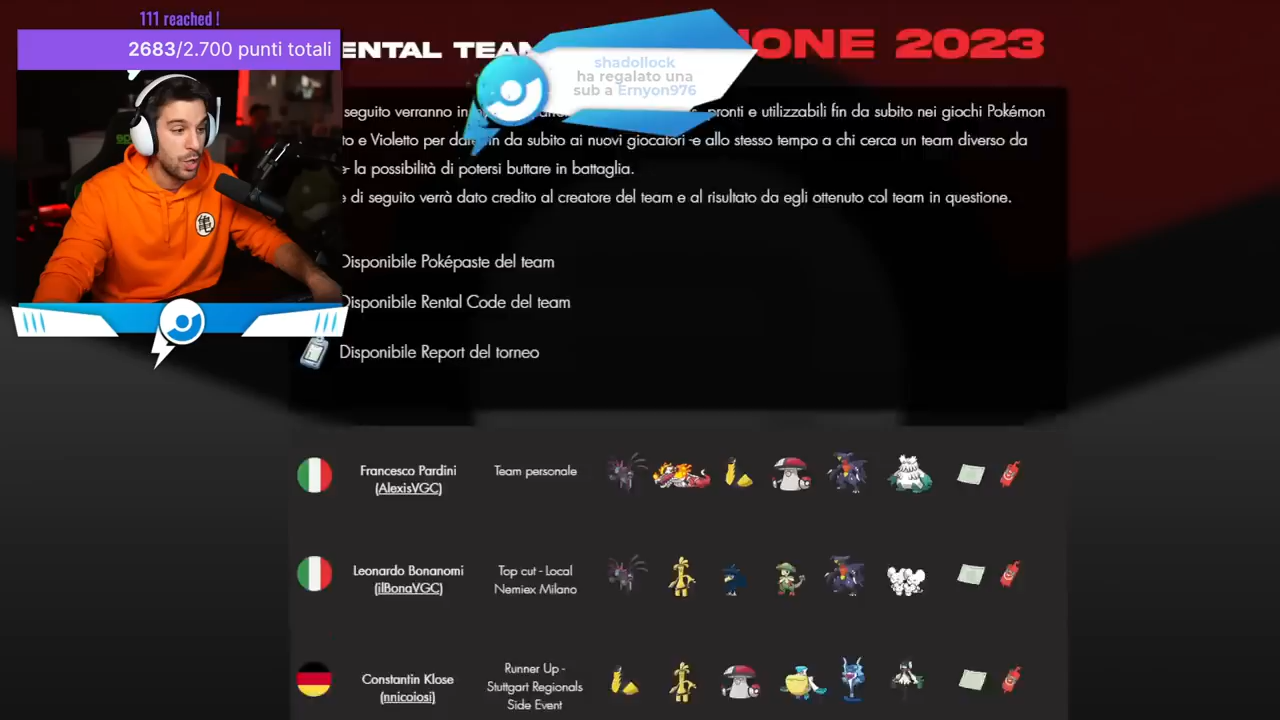 111 reached !
2683/2.700 punti totali
ENTAL TEAM IONE 2023
shadollock
ha regalato una
sub a Ernyon976
seguito verranno in pronti e utilizzabili fin da subito nei giochi Pokémon
to e Violetto per dare fin da subito ai nuovi giocatori -e allo stesso tempo a chi cerca un team diverso da
e- la possibilità di potersi buttare in battaglia.
e di seguito verrà dato credito al creatore del team e al risultato da egli ottenuto col team in questione.
Disponibile Poképaste del team
Disponibile Rental Code del team
Disponibile Report del torneo
Francesco Pardini
(AlexisVGC)
Team personale
Leonardo Bonanomi
(ilBonaVGC)
Top cut - Local
Nemiex Milano
Constantin Klose
(nnicoiosi)
Runner Up -
Stuttgart Regionals
Side Event